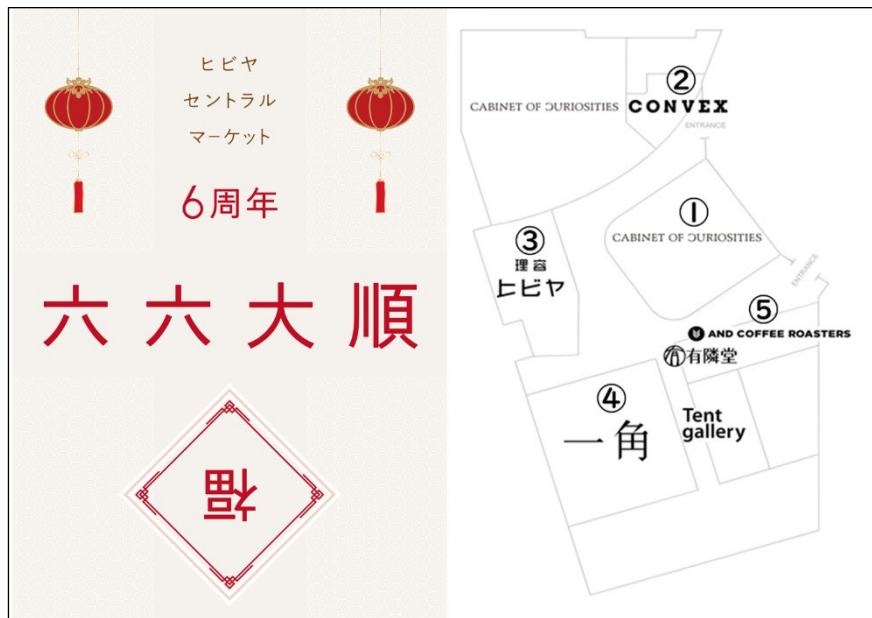 ヒビヤ
セントラル
マーケット
6周年
六六大順
福
②
CABINET OF CURIOSITIES
CONVEX
ENTRANCE
①
CABINET OF CURIOSITIES
③
理容
ヒビヤ
ENTRANCE
⑤
AND COFFEE ROASTERS
有隣堂
④
一角
Tent
gallery